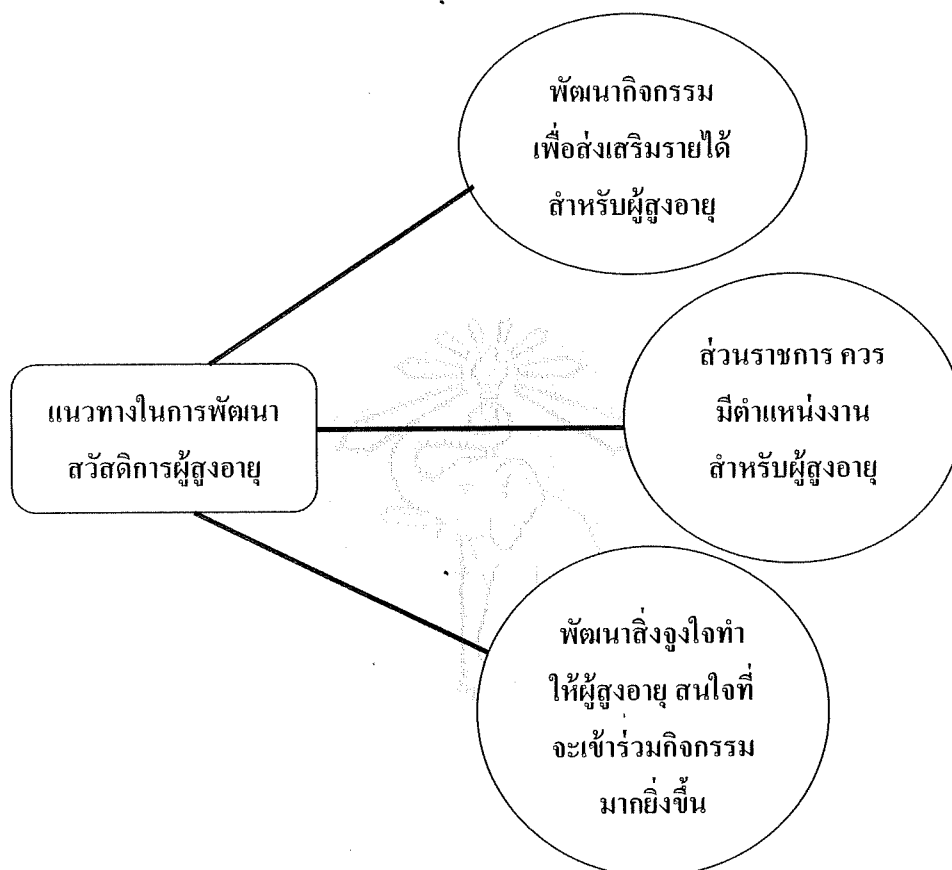 พัฒนากิจกรรม
เพื่อส่งเสริมรายได้
สำหรับผู้สูงอายุ
ส่วนราชการ ควร
มีตำแหน่งงาน
สำหรับผู้สูงอายุ
แนวทางในการพัฒนา
สวัสดิการผู้สูงอายุ
พัฒนาสิ่งจูงใจทำ
ให้ผู้สูงอายุ สนใจที่
จะเข้าร่วมกิจกรรม
มากยิ่งขึ้น